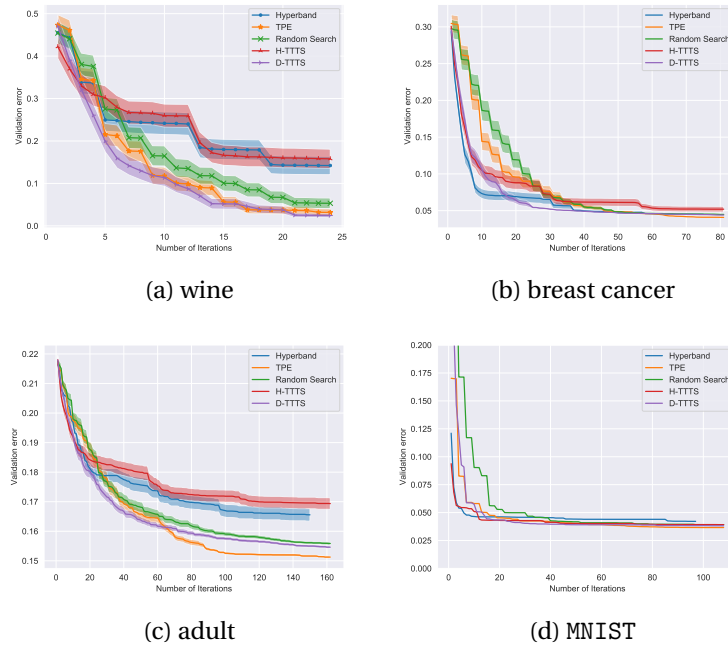 0.5
0.4
0.3
0.2
0.1
0.0
Validation error
0
5
10
15
20
25
Number of Iterations
Hyperband
TPE
Random Search
H-TTTS
D-TTTS
(a) wine
0.30
0.25
0.20
0.15
0.10
0.05
Validation error
0
10
20
30
40
50
60
70
80
Number of Iterations
Hyperband
TPE
Random Search
H-TTTS
D-TTTS
(b) breast cancer
0.22
0.21
0.20
0.19
0.18
0.17
0.16
0.15
Validation error
0
20
40
60
80
100
120
140
160
Number of Iterations
Hyperband
TPE
Random Search
H-TTTS
D-TTTS
(c) adult
0.200
0.175
0.150
0.125
0.100
0.075
0.050
0.025
0.000
Validation error
0
20
40
60
80
100
Number of Iterations
Hyperband
TPE
Random Search
H-TTTS
D-TTTS
(d) MNIST